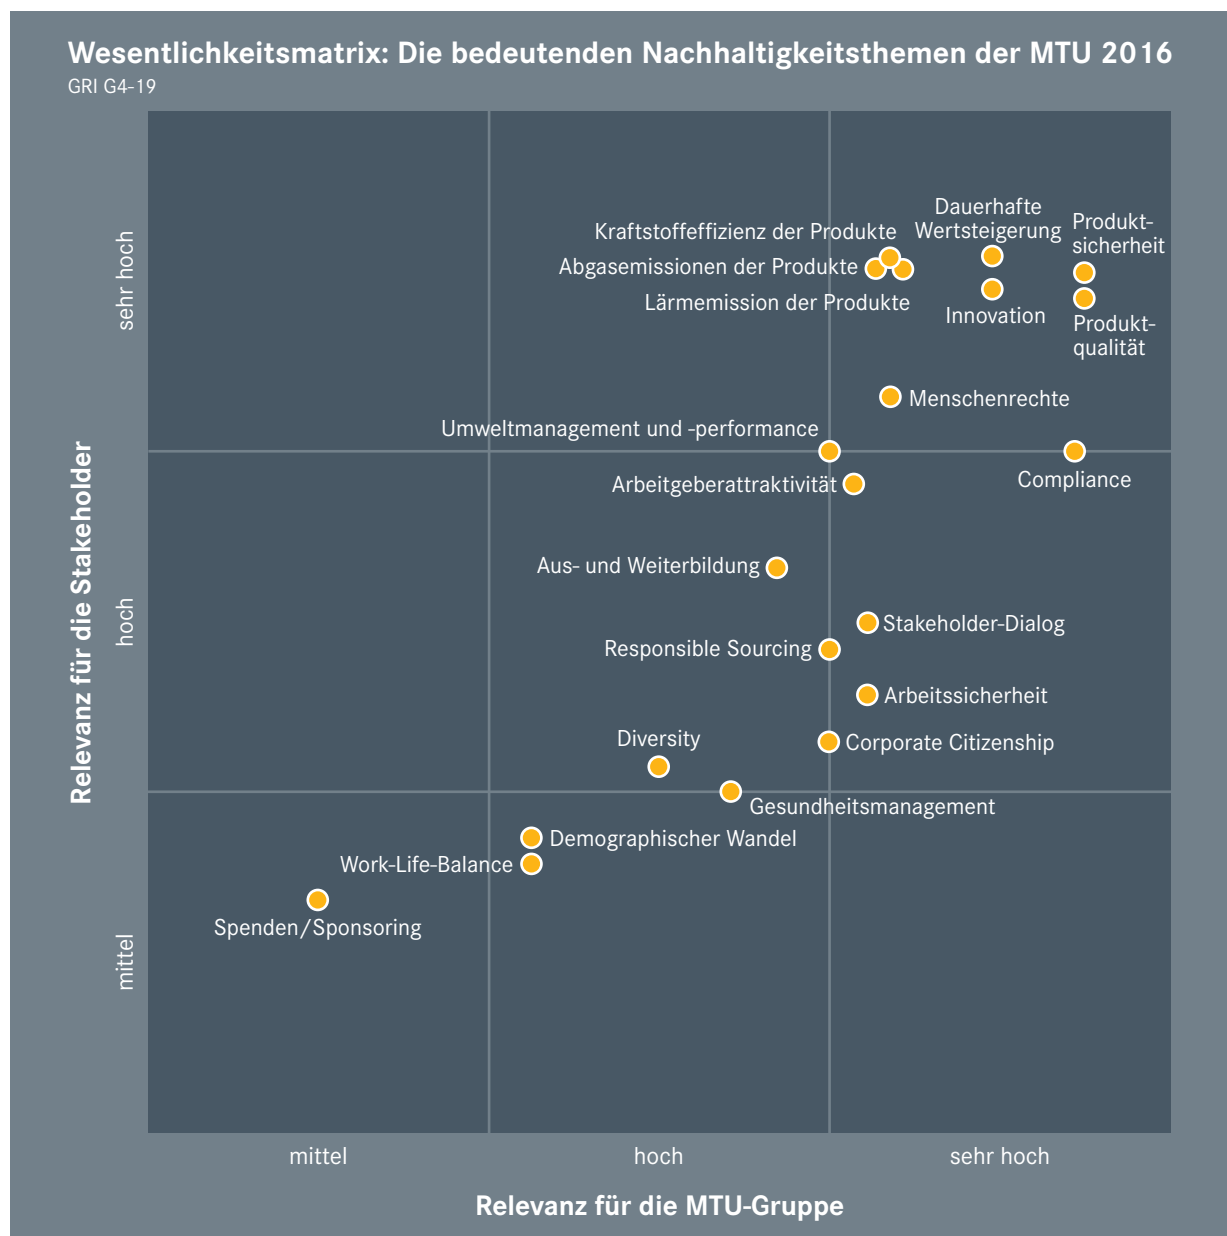 Wesentlichkeitsmatrix: Die bedeutenden Nachhaltigkeitsthemen der MTU 2016
GRI G4-19
Relevanz für die Stakeholder
sehr hoch
hoch
mittel
Dauerhafte
Wertsteigerung
Produkt-
sicherheit
Kraftstoffeffizienz der Produkte
Abgasemissionen der Produkte
Lärmemission der Produkte
Innovation
Produkt-
qualität
Menschenrechte
Umweltmanagement und -performance
Compliance
Arbeitgeberattraktivität
Aus- und Weiterbildung
Stakeholder-Dialog
Responsible Sourcing
Arbeitssicherheit
Diversity
Corporate Citizenship
Gesundheitsmanagement
Demographischer Wandel
Work-Life-Balance
Spenden/Sponsoring
mittel
hoch
sehr hoch
Relevanz für die MTU-Gruppe